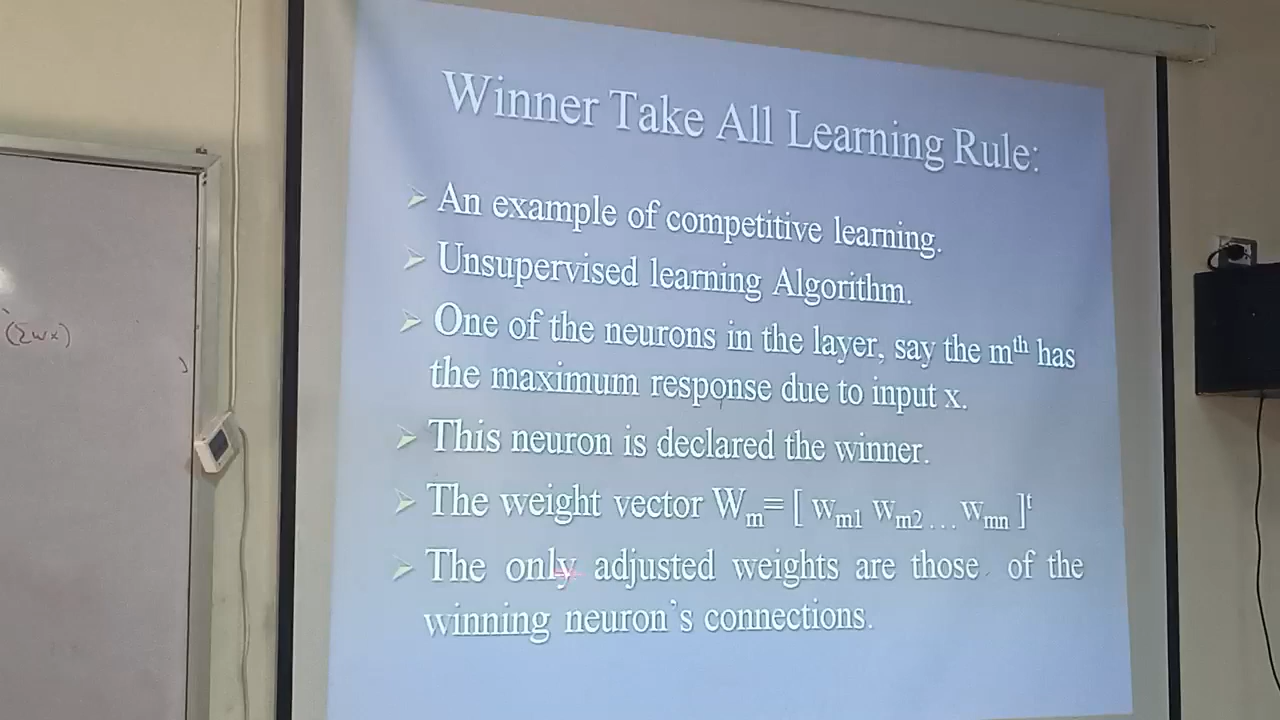 Winner Take All Learning Rule:
➢ An example of competitive learning.
➢ Unsupervised learning Algorithm.
➢ One of the neurons in the layer, say the mᵗʰ has
the maximum response due to input x.
➢ This neuron is declared the winner.
➢ The weight vector Wₘ= [ wₘ₁ wₘ₂ … wₘₙ ]ᵗ
➢ The only adjusted weights are those of the
winning neuron's connections.
(Σwx)